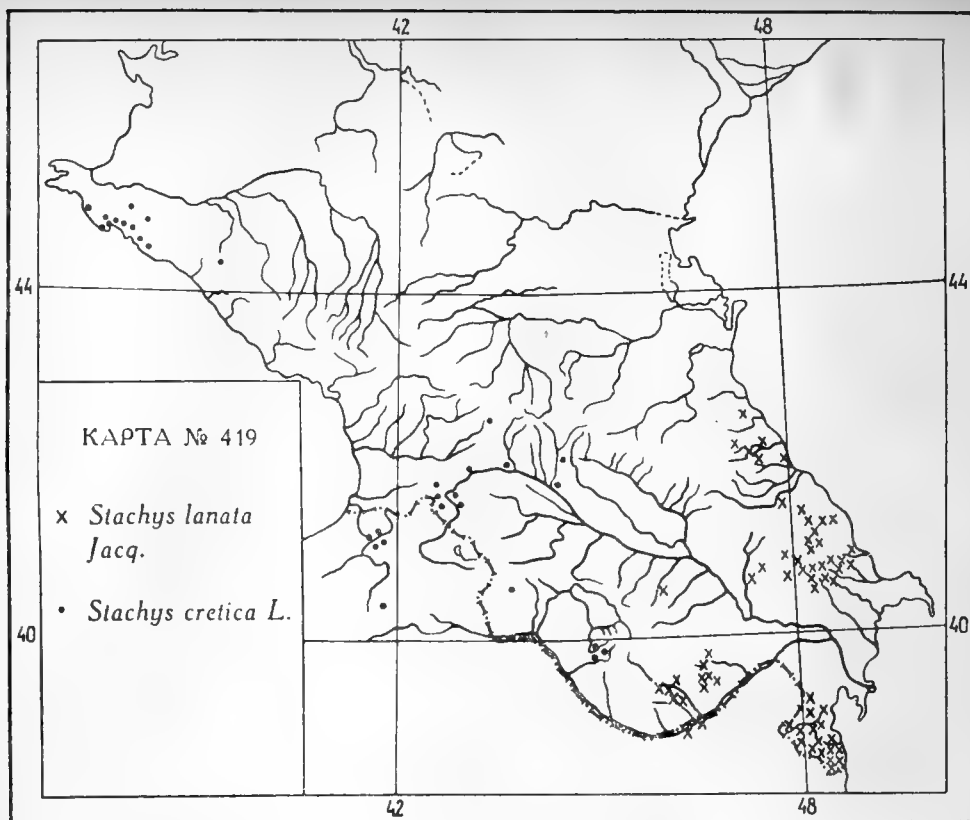 42 48
44 44
КАРТА № 419
× Stachys lanata
Jacq.
• Stachys cretica L.
40 40
42 48